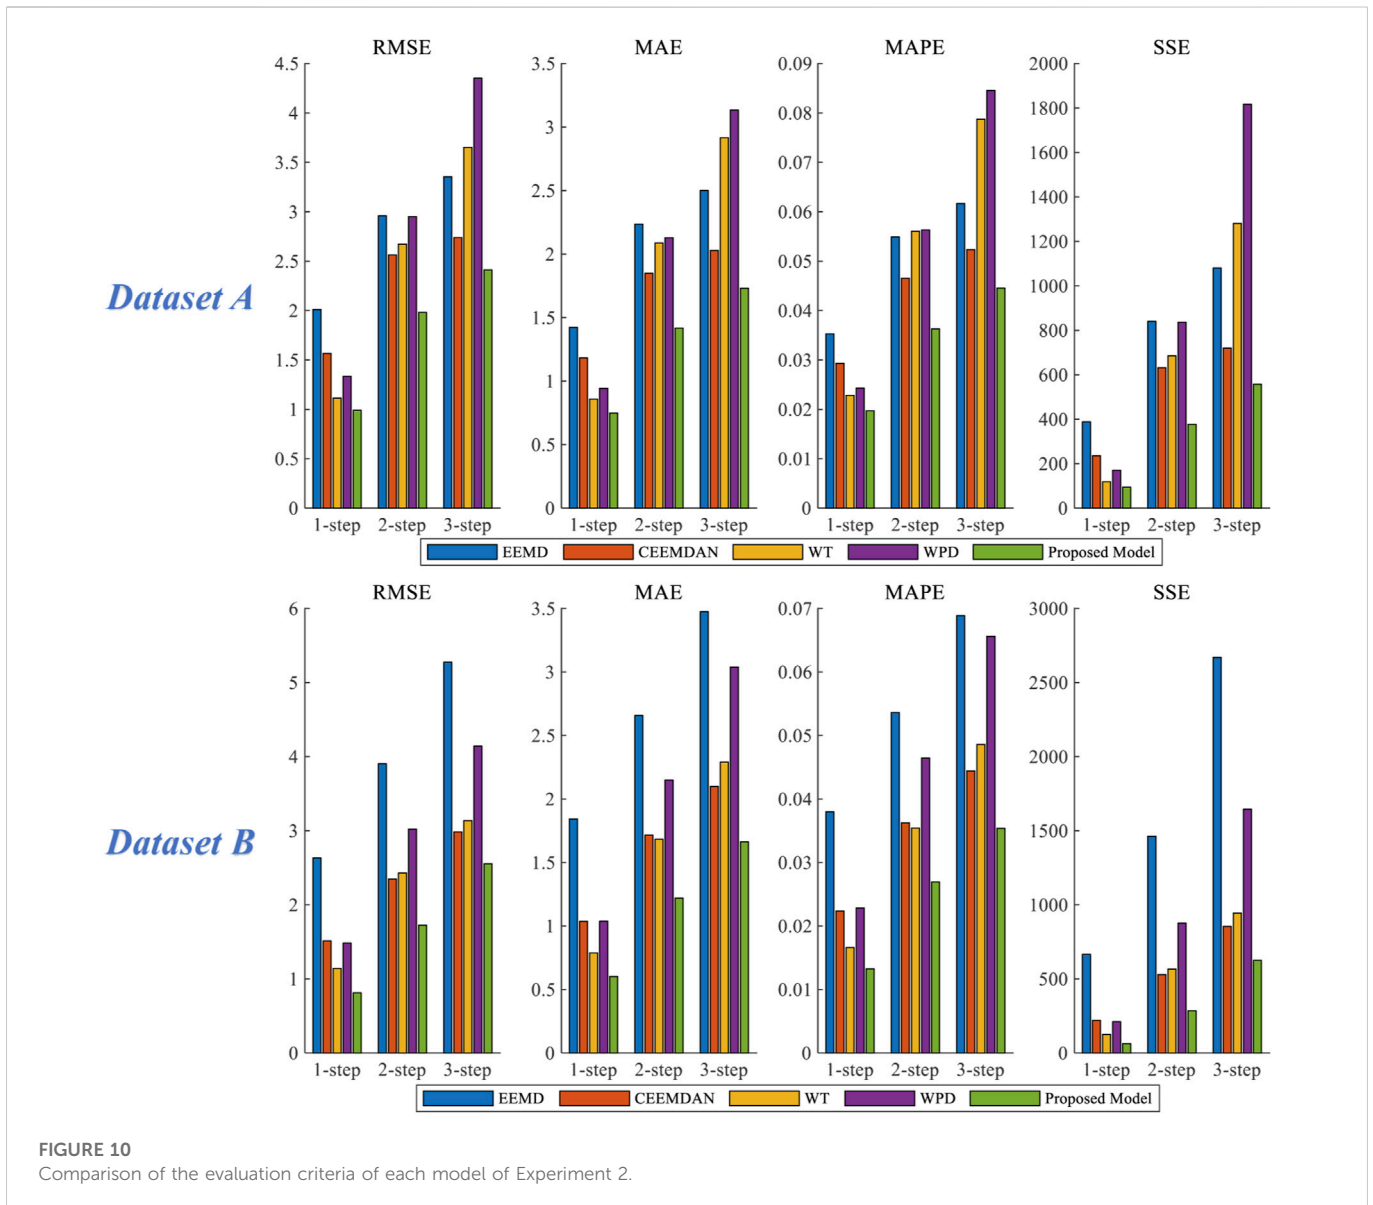 RMSE MAE MAPE SSE
4.5 3.5 0.09 2000
4 3 0.08 1800
3.5 2.5 0.07 1600
3 2 0.06 1400
2.5 1.5 0.05 1200
2 1 0.04 1000
1.5 0.5 0.03 800
1 0 0.02 600
0.5 0.01 400
0 0 200
0
Dataset A
1-step 2-step 3-step 1-step 2-step 3-step 1-step 2-step 3-step 1-step 2-step 3-step
EEMD CEEMDAN WT WPD Proposed Model
RMSE MAE MAPE SSE
6 3.5 0.07 3000
5 3 0.06 2500
4 2.5 0.05 2000
3 2 0.04 1500
2 1.5 0.03 1000
1 1 0.02 500
0 0.5 0.01 0
0 0
Dataset B
1-step 2-step 3-step 1-step 2-step 3-step 1-step 2-step 3-step 1-step 2-step 3-step
EEMD CEEMDAN WT WPD Proposed Model
FIGURE 10
Comparison of the evaluation criteria of each model of Experiment 2.